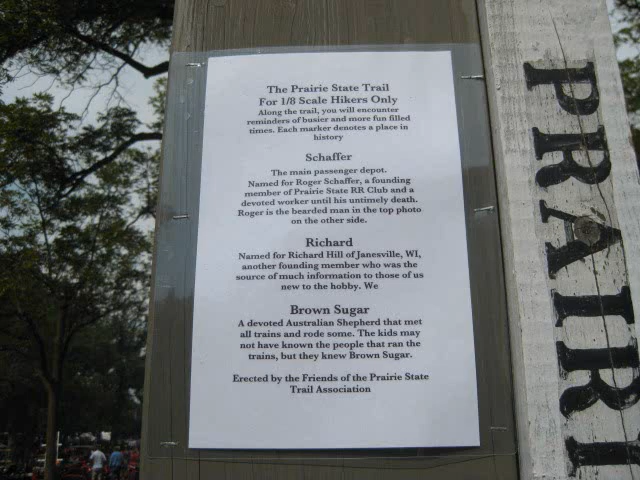 The Prairie State Trail
For 1/8 Scale Hikers Only
Along the trail, you will encounter
reminders of busier and more fun filled
times. Each marker denotes a place in
history
Schaffer
The main passenger depot.
Named for Roger Schaffer, a founding
member of Prairie State RR Club and a
devoted worker until his untimely death.
Roger is the bearded man in the top photo
on the other side.
Richard
Named for Richard Hill of Janesville, WI,
another founding member who was the
source of much information to those of us
new to the hobby. We
Brown Sugar
A devoted Australian Shepherd that met
all trains and rode some. The kids may
not have known the people that ran the
trains, but they knew Brown Sugar.
Erected by the Friends of the Prairie State
Trail Association
PRAIRI